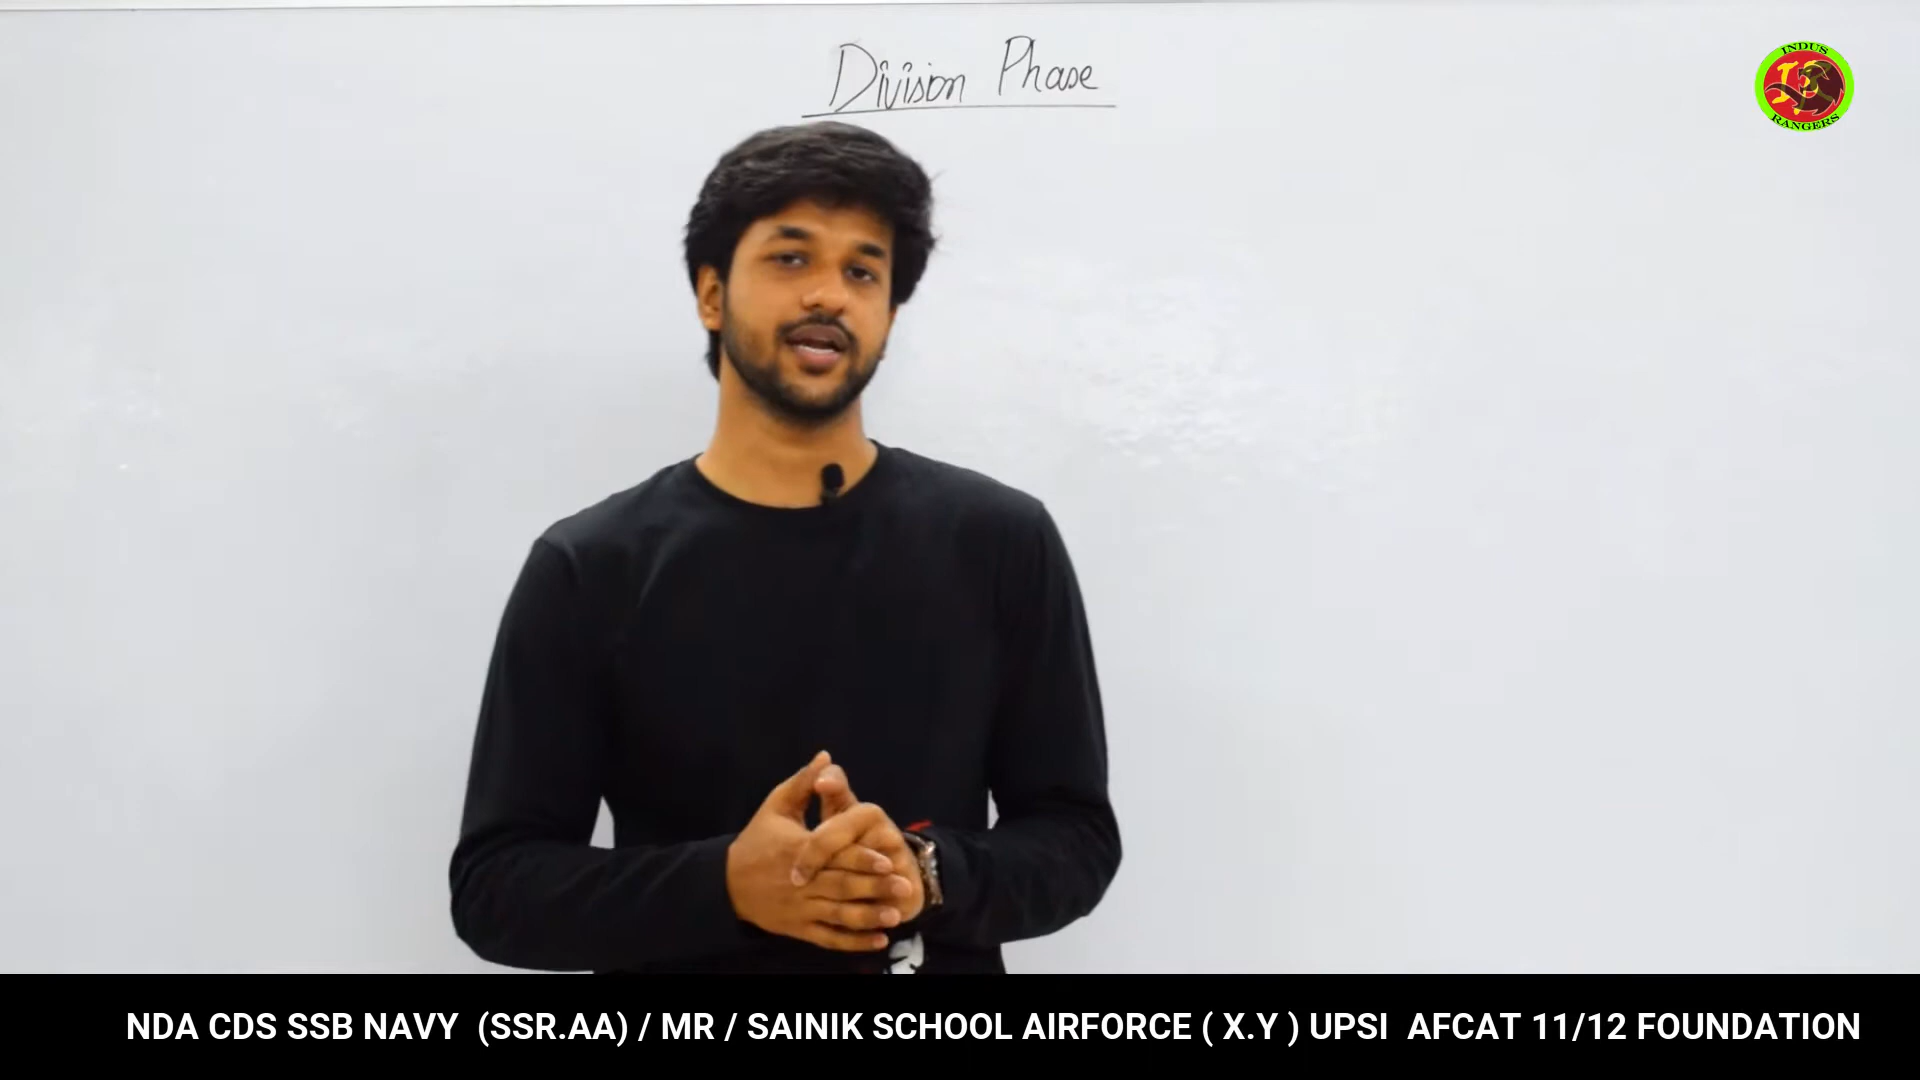 Division Phase
INDUS
IR
RANGERS
NDA CDS SSB NAVY (SSR.AA) / MR / SAINIK SCHOOL AIRFORCE ( X.Y ) UPSI AFCAT 11/12 FOUNDATION